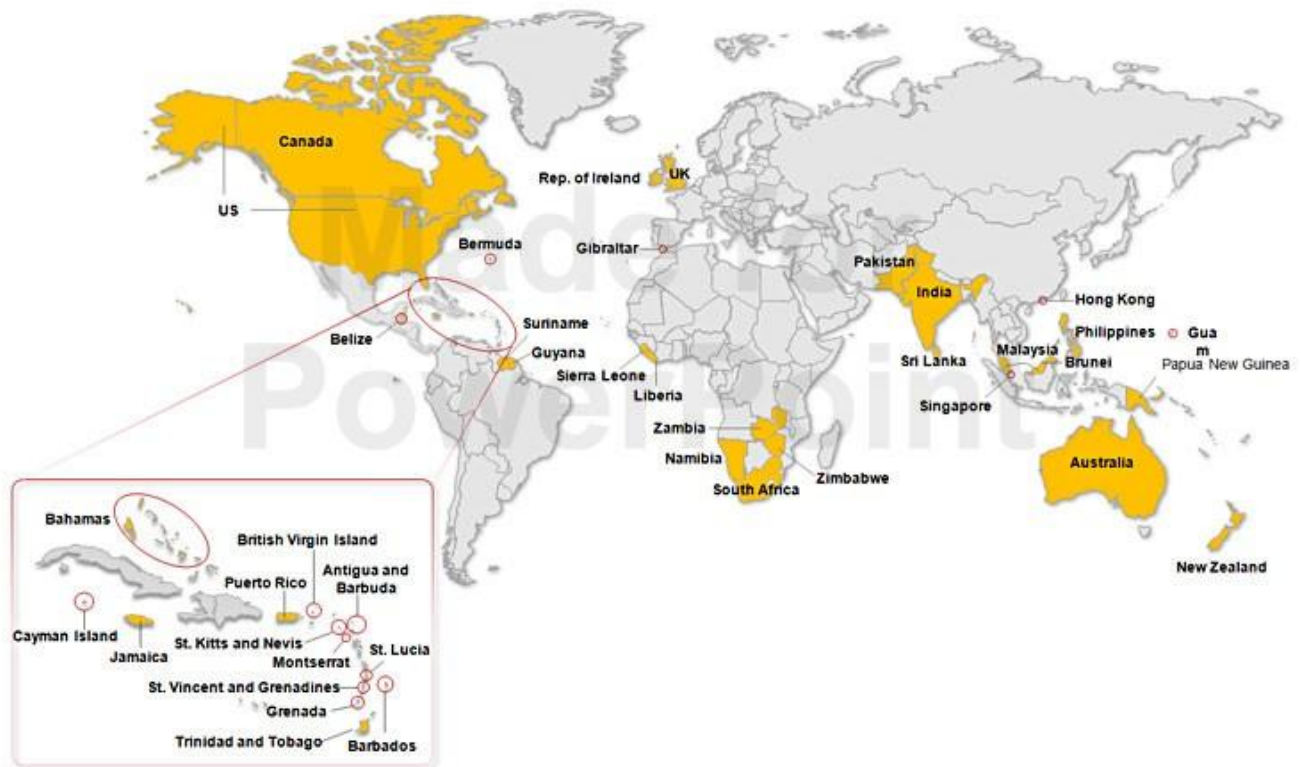 Made for
PowerPoint
Canada
US
Bermuda
Belize
Suriname
Guyana
Rep. of Ireland
UK
Gibraltar
Sierra Leone
Liberia
Zambia
Namibia
South Africa
Zimbabwe
Pakistan
India
Sri Lanka
Hong Kong
Philippines
Gua
m
Malaysia
Brunei
Papua New Guinea
Singapore
Australia
New Zealand
Bahamas
British Virgin Island
Antigua and
Barbuda
Puerto Rico
Cayman Island
Jamaica
St. Kitts and Nevis
Montserrat
St. Lucia
St. Vincent and Grenadines
Grenada
Trinidad and Tobago
Barbados